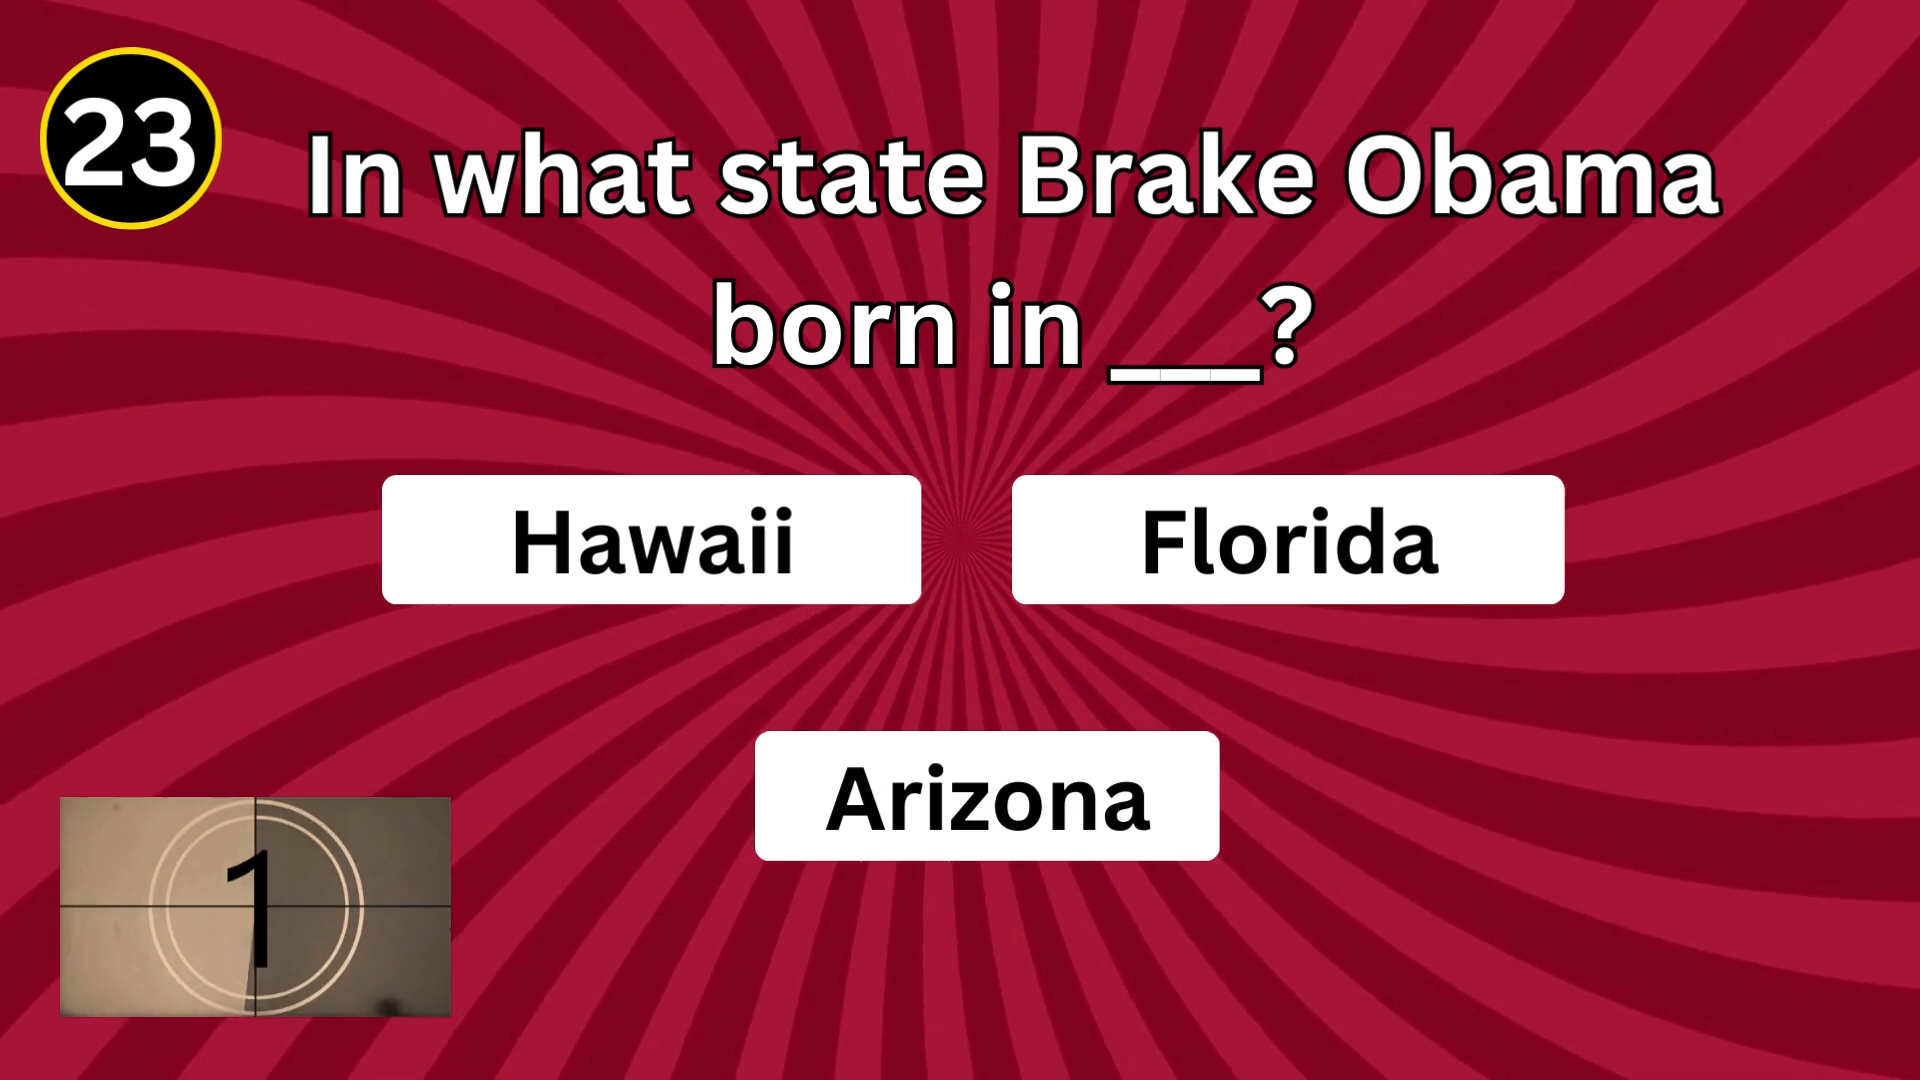 23
In what state Brake Obama
born in ___?
Hawaii
Florida
Arizona
1